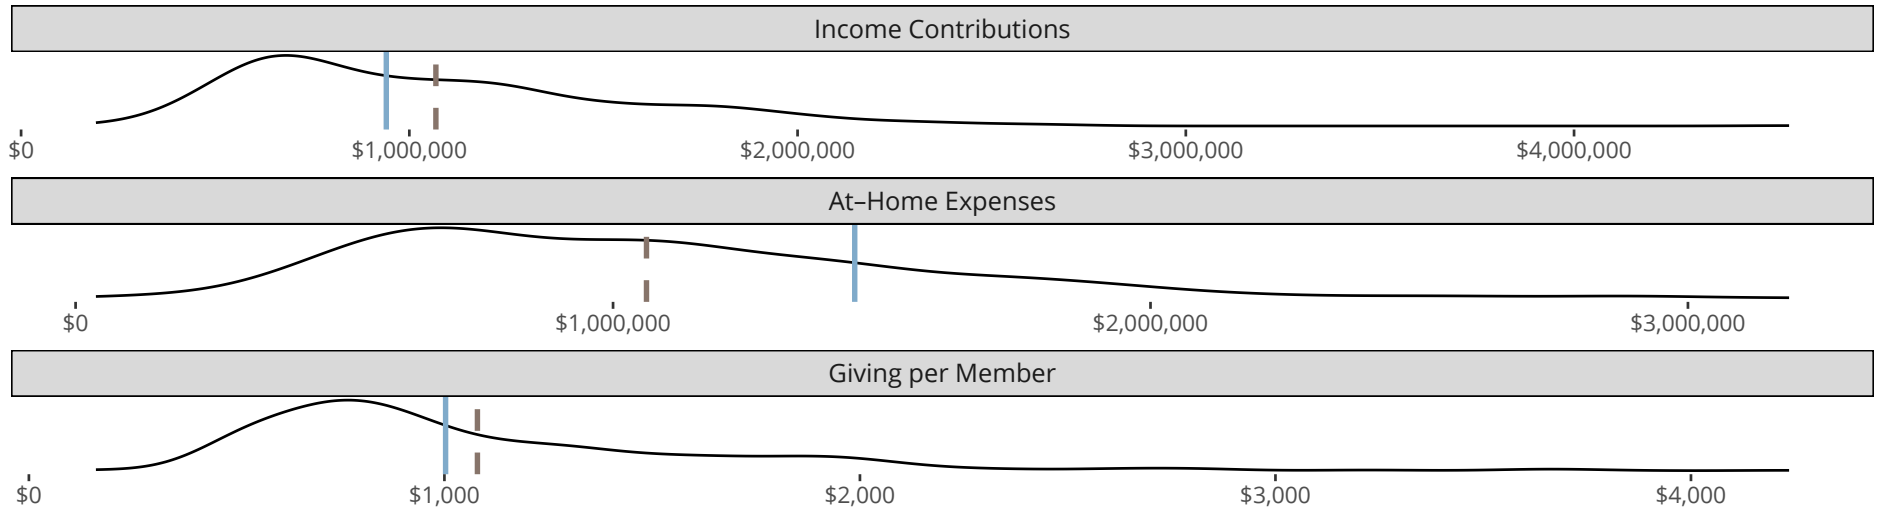 Income Contributions
$0 $1,000,000 $2,000,000 $3,000,000 $4,000,000
At–Home Expenses
$0 $1,000,000 $2,000,000 $3,000,000
Giving per Member
$0 $1,000 $2,000 $3,000 $4,000